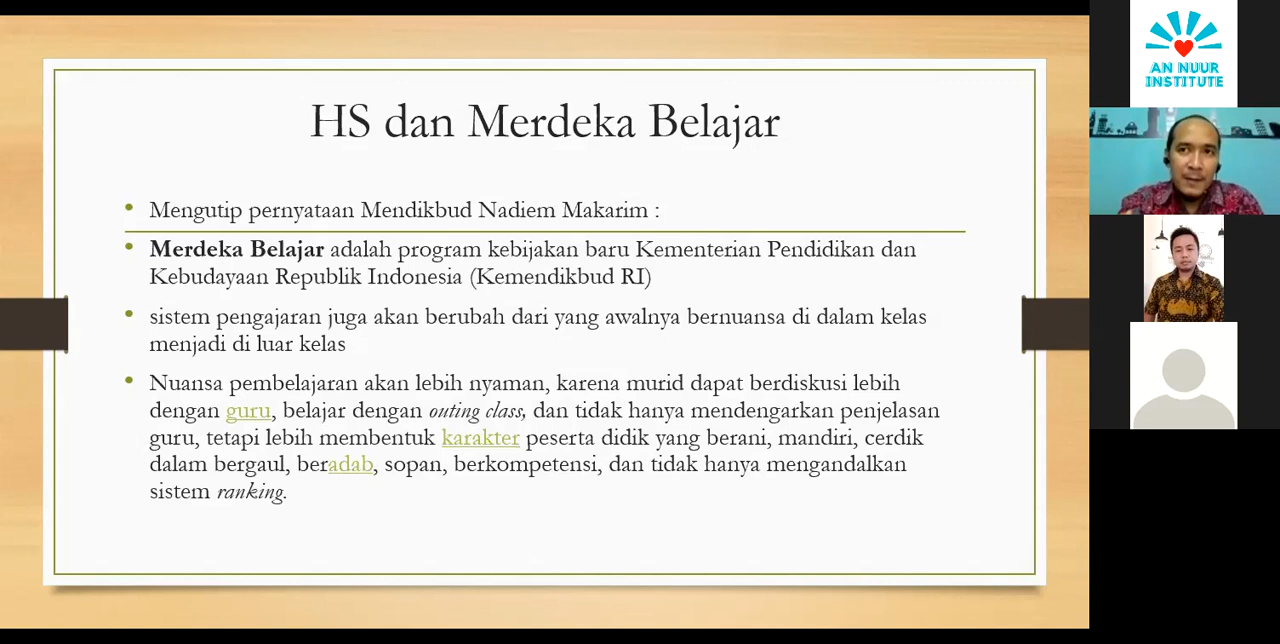 HS dan Merdeka Belajar
Mengutip pernyataan Mendikbud Nadiem Makarim :
Merdeka Belajar adalah program kebijakan baru Kementerian Pendidikan dan
Kebudayaan Republik Indonesia (Kemendikbud RI)
sistem pengajaran juga akan berubah dari yang awalnya bernuansa di dalam kelas
menjadi di luar kelas
Nuansa pembelajaran akan lebih nyaman, karena murid dapat berdiskusi lebih
dengan guru, belajar dengan outing class, dan tidak hanya mendengarkan penjelasan
guru, tetapi lebih membentuk karakter peserta didik yang berani, mandiri, cerdik
dalam bergaul, beradab, sopan, berkompetensi, dan tidak hanya mengandalkan
sistem ranking.
AN NUUR
INSTITUTE